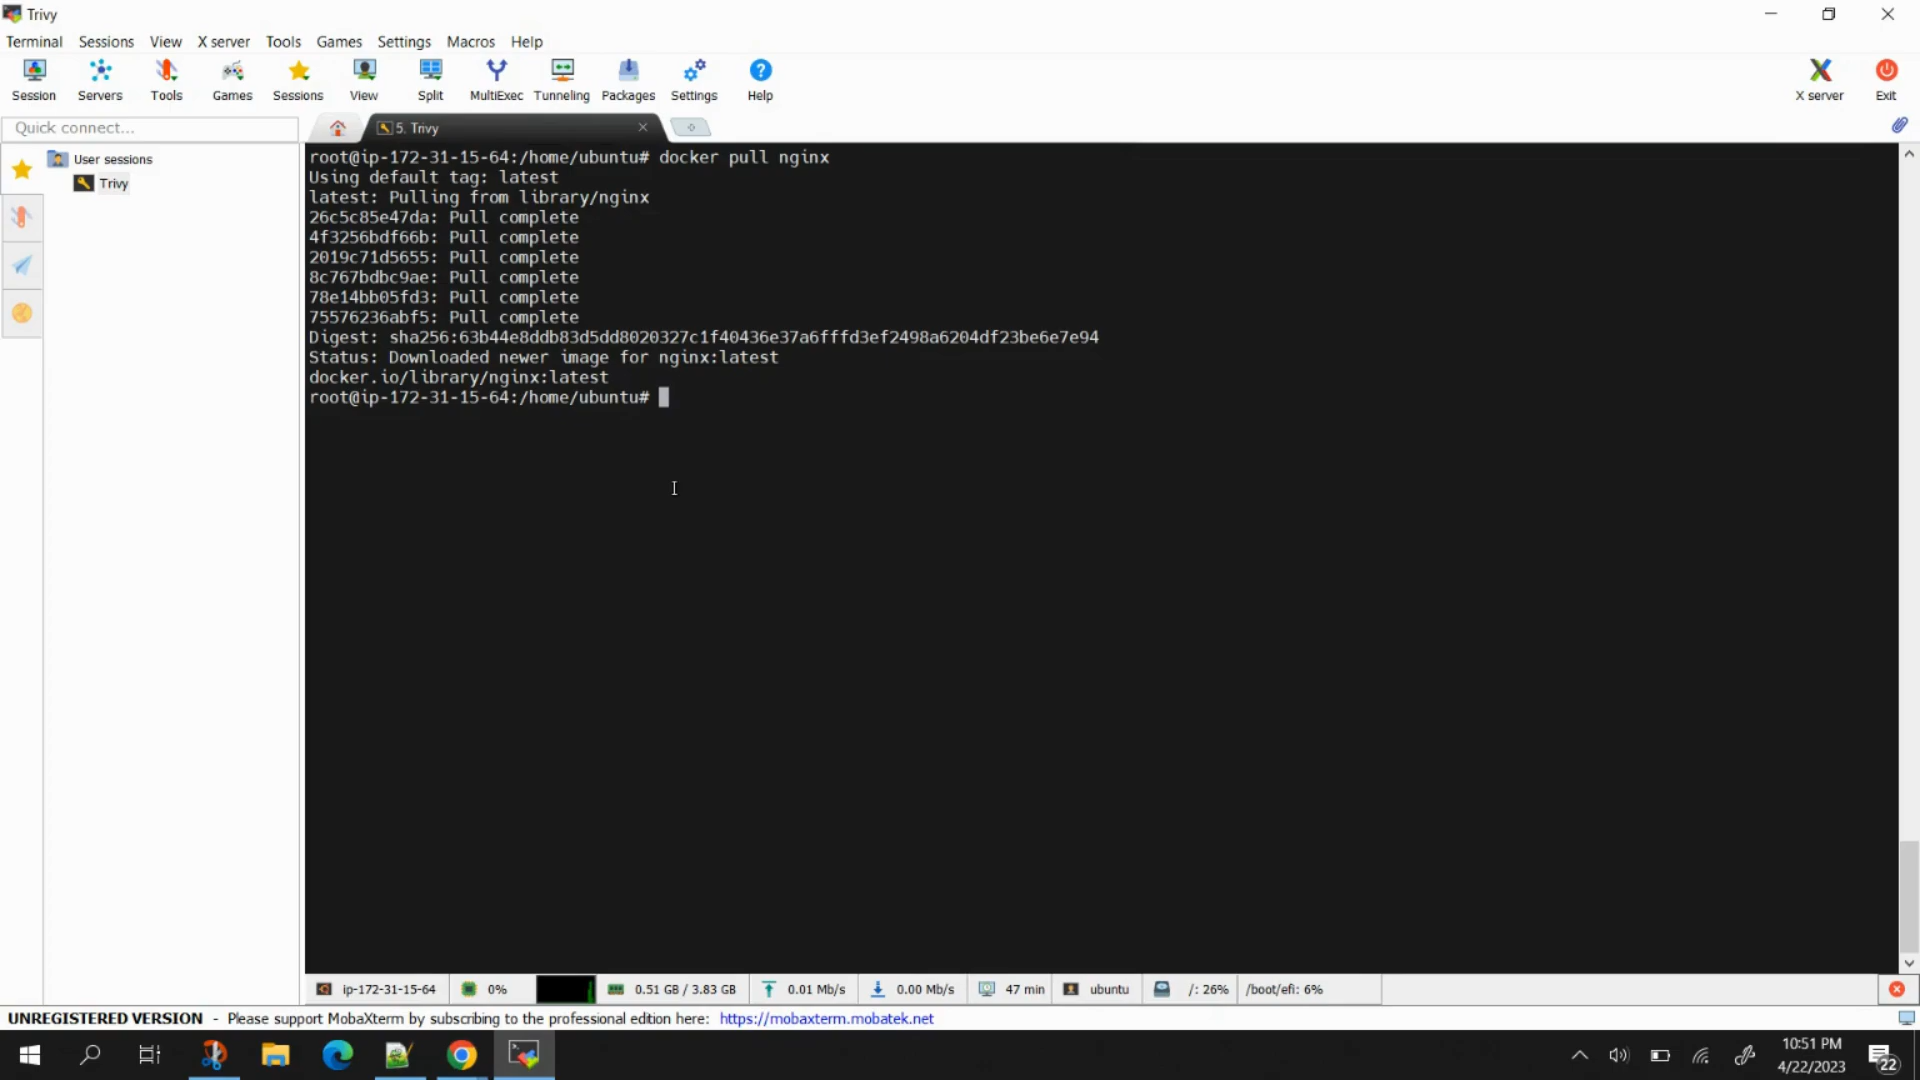 Trivy
Terminal Sessions View X server Tools Games Settings Macros Help
Session Servers Tools Games Sessions View Split MultiExec Tunneling Packages Settings Help X server Exit
Quick connect...
5. Trivy
User sessions
Trivy
root@ip-172-31-15-64:/home/ubuntu# docker pull nginx
Using default tag: latest
latest: Pulling from library/nginx
26c5c85e47da: Pull complete
4f3256bdf66b: Pull complete
2019c71d5655: Pull complete
8c767bdbc9ae: Pull complete
78e14bb05fd3: Pull complete
75576236abf5: Pull complete
Digest: sha256:63b44e8ddb83d5dd8020327c1f40436e37a6fffd3ef2498a6204df23be6e7e94
Status: Downloaded newer image for nginx:latest
docker.io/library/nginx:latest
root@ip-172-31-15-64:/home/ubuntu#
ip-172-31-15-64 0% 0.51 GB / 3.83 GB 0.01 Mb/s 0.00 Mb/s 47 min ubuntu /: 26% /boot/efi: 6%
UNREGISTERED VERSION - Please support MobaXterm by subscribing to the professional edition here: https://mobaxterm.mobatek.net
10:51 PM
4/22/2023
22